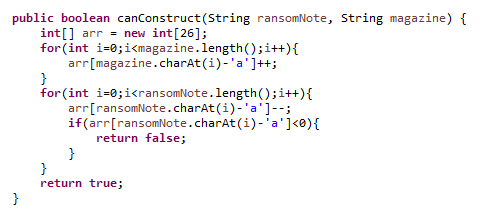 public boolean canConstruct(String ransomNote, String magazine) {
    int[] arr = new int[26];
    for(int i=0;i<magazine.length();i++){
        arr[magazine.charAt(i)-'a']++;
    }
    for(int i=0;i<ransomNote.length();i++){
        arr[ransomNote.charAt(i)-'a']--;
        if(arr[ransomNote.charAt(i)-'a']<0){
            return false;
        }
    }
    return true;
}